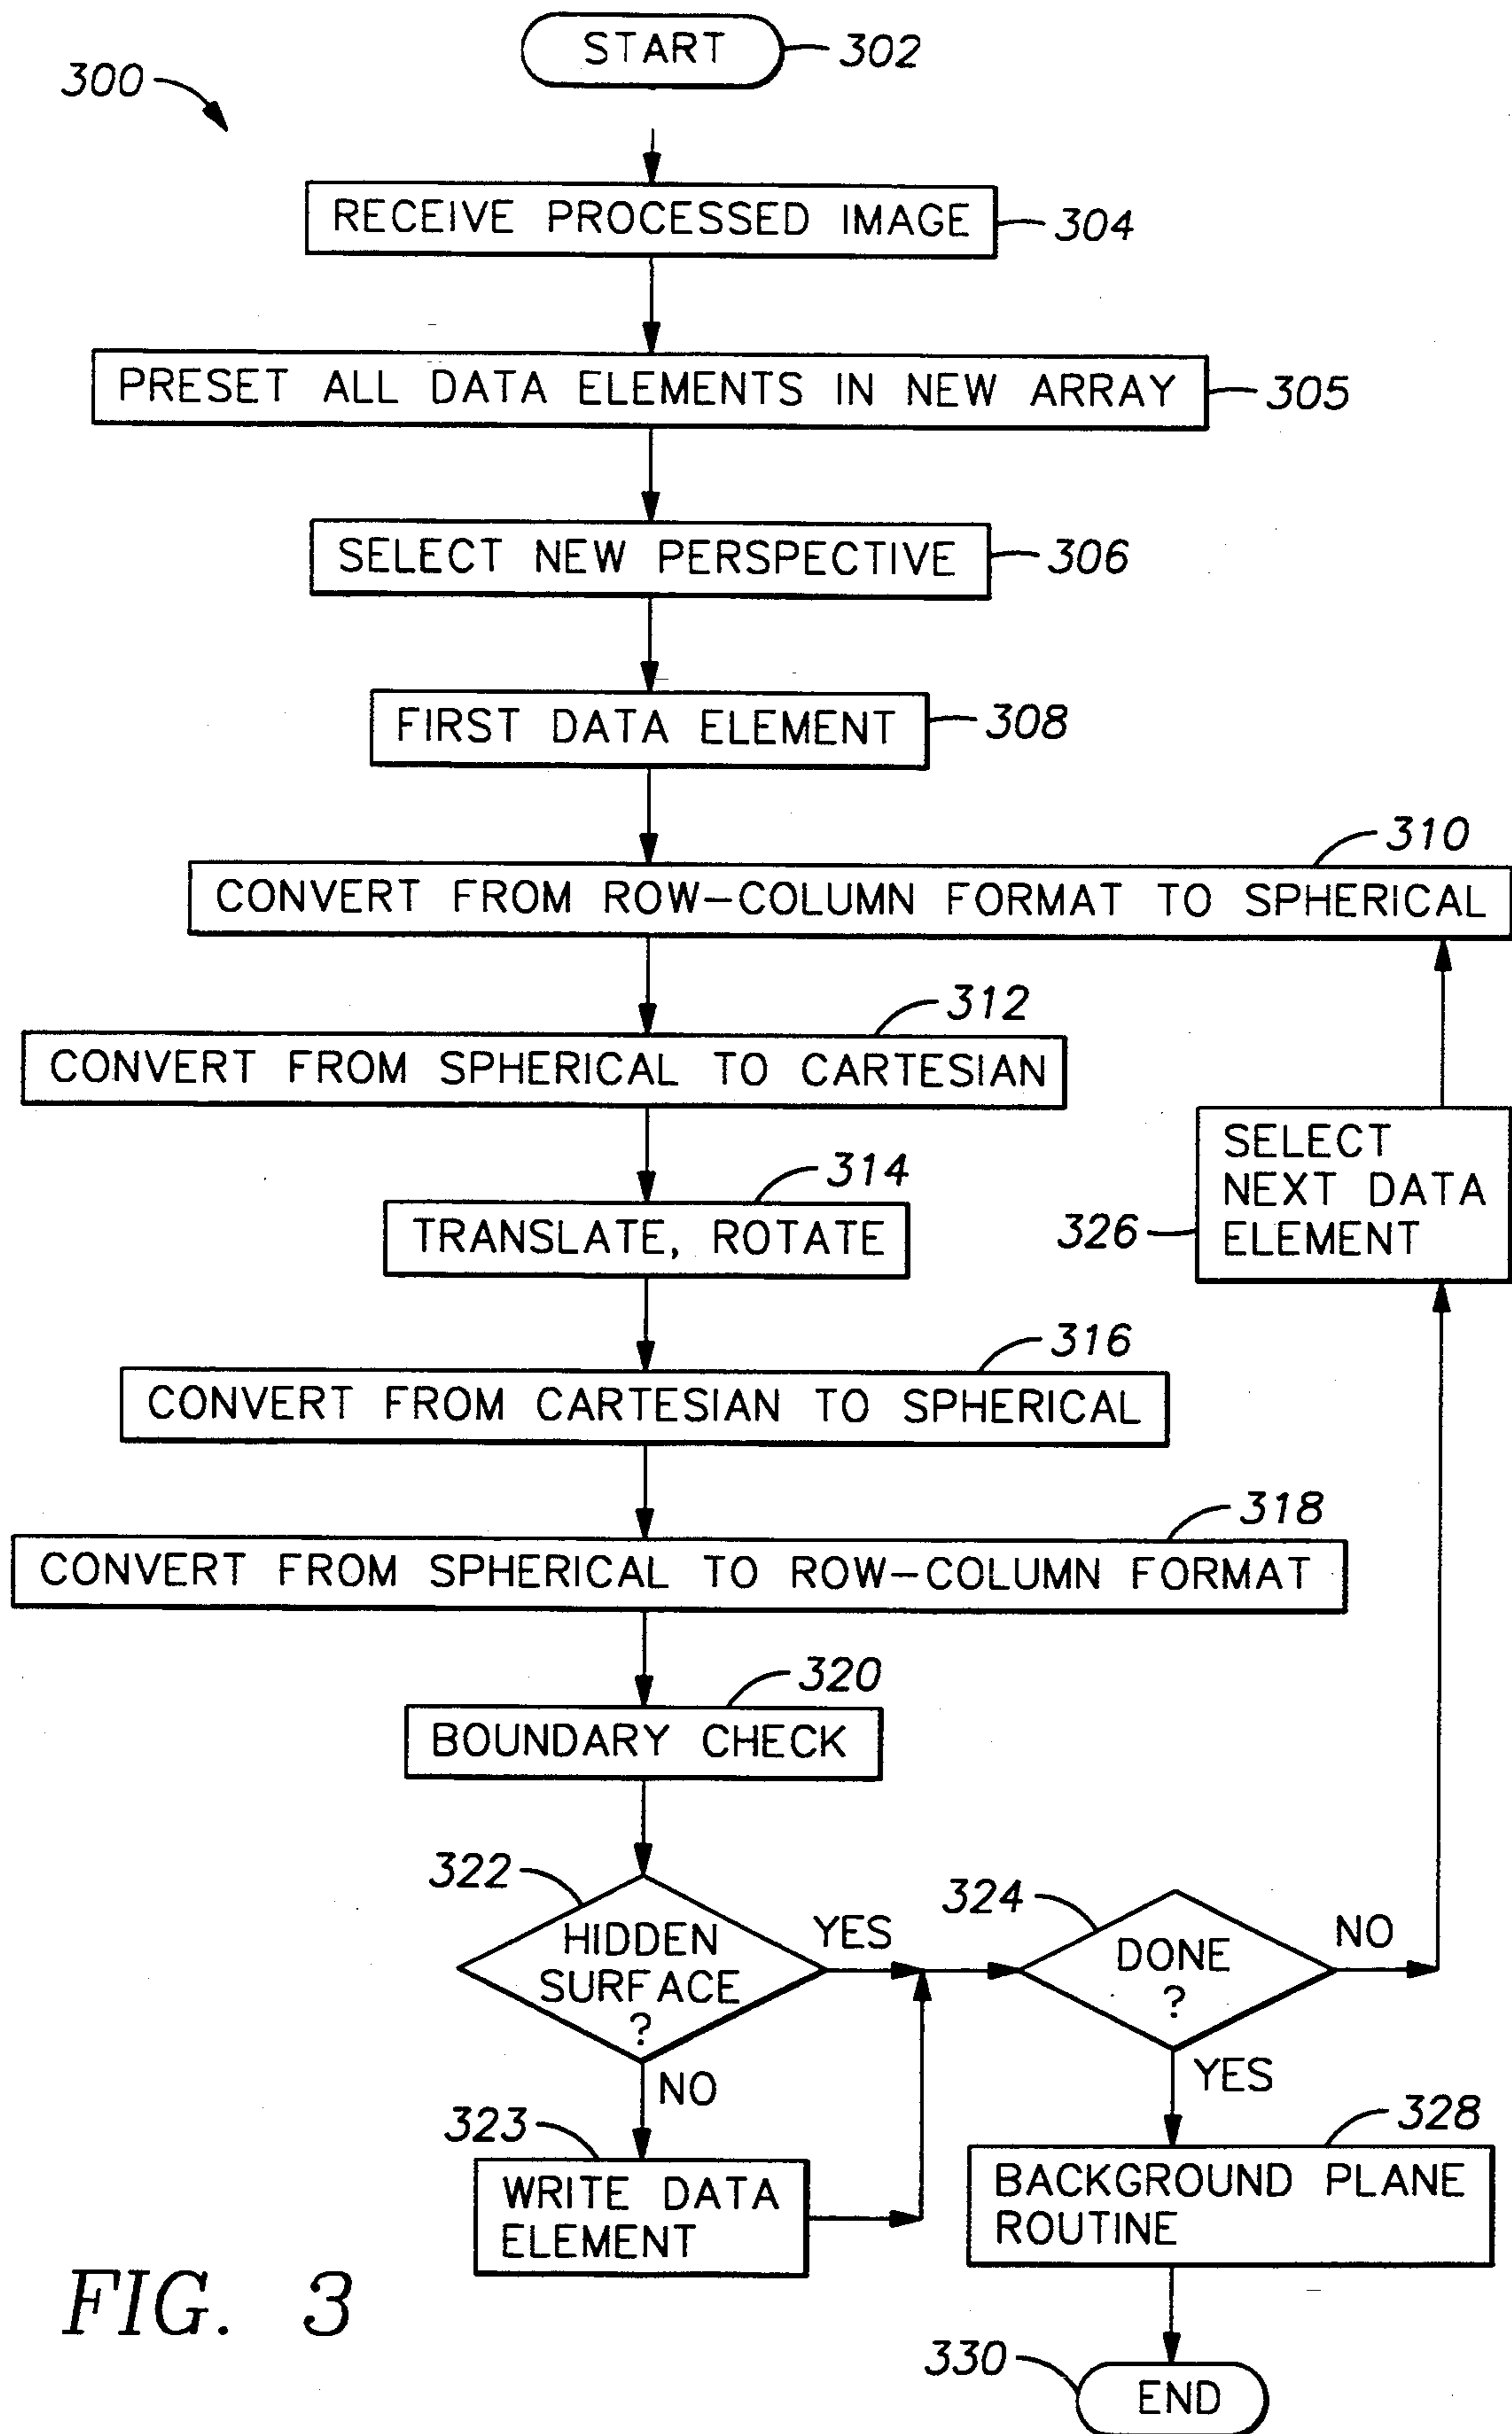 START
302
300
RECEIVE PROCESSED IMAGE
304
PRESET ALL DATA ELEMENTS IN NEW ARRAY
305
SELECT NEW PERSPECTIVE
306
FIRST DATA ELEMENT
308
310
CONVERT FROM ROW-COLUMN FORMAT TO SPHERICAL
312
CONVERT FROM SPHERICAL TO CARTESIAN
314
TRANSLATE, ROTATE
SELECT
NEXT DATA
ELEMENT
326
316
CONVERT FROM CARTESIAN TO SPHERICAL
318
CONVERT FROM SPHERICAL TO ROW-COLUMN FORMAT
320
BOUNDARY CHECK
322
HIDDEN
SURFACE
?
YES
NO
324
DONE
?
NO
YES
323
WRITE DATA
ELEMENT
328
BACKGROUND PLANE
ROUTINE
330
END
FIG. 3